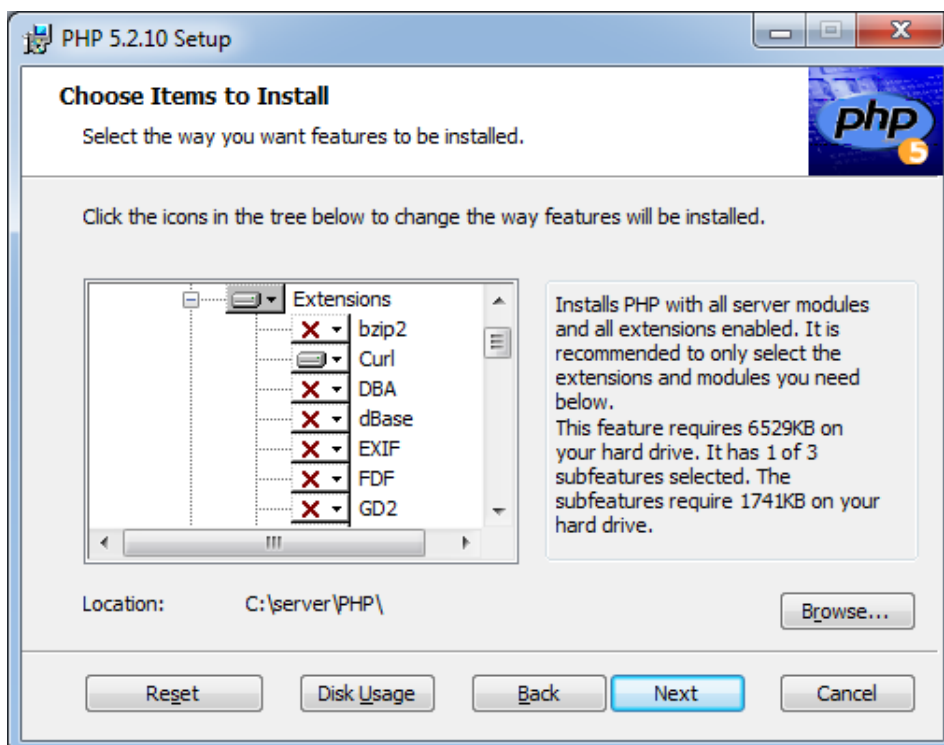 PHP 5.2.10 Setup
Choose Items to Install
Select the way you want features to be installed.
php
5
Click the icons in the tree below to change the way features will be installed.
Extensions
bzip2
Curl
DBA
dBase
EXIF
FDF
GD2
Installs PHP with all server modules
and all extensions enabled. It is
recommended to only select the
extensions and modules you need
below.
This feature requires 6529KB on
your hard drive. It has 1 of 3
subfeatures selected. The
subfeatures require 1741KB on your
hard drive.
Location: C:\server\PHP\
Browse...
Reset Disk Usage Back Next Cancel